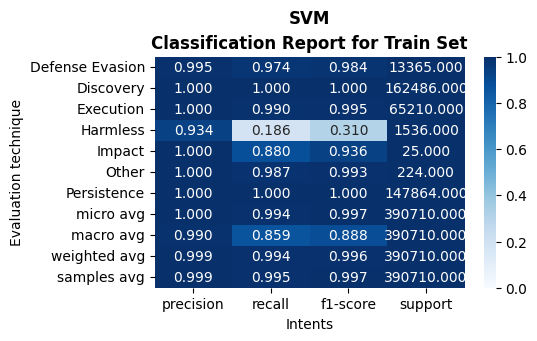 SVM
Classification Report for Train Set
Evaluation technique
Defense Evasion 0.995 0.974 0.984 13365.000
Discovery 1.000 1.000 1.000 162486.000
Execution 1.000 0.990 0.995 65210.000
Harmless 0.934 0.186 0.310 1536.000
Impact 1.000 0.880 0.936 25.000
Other 1.000 0.987 0.993 224.000
Persistence 1.000 1.000 1.000 147864.000
micro avg 1.000 0.994 0.997 390710.000
macro avg 0.990 0.859 0.888 390710.000
weighted avg 0.999 0.994 0.996 390710.000
samples avg 0.999 0.995 0.997 390710.000
precision recall f1-score support
Intents
1.0
0.8
0.6
0.4
0.2
0.0